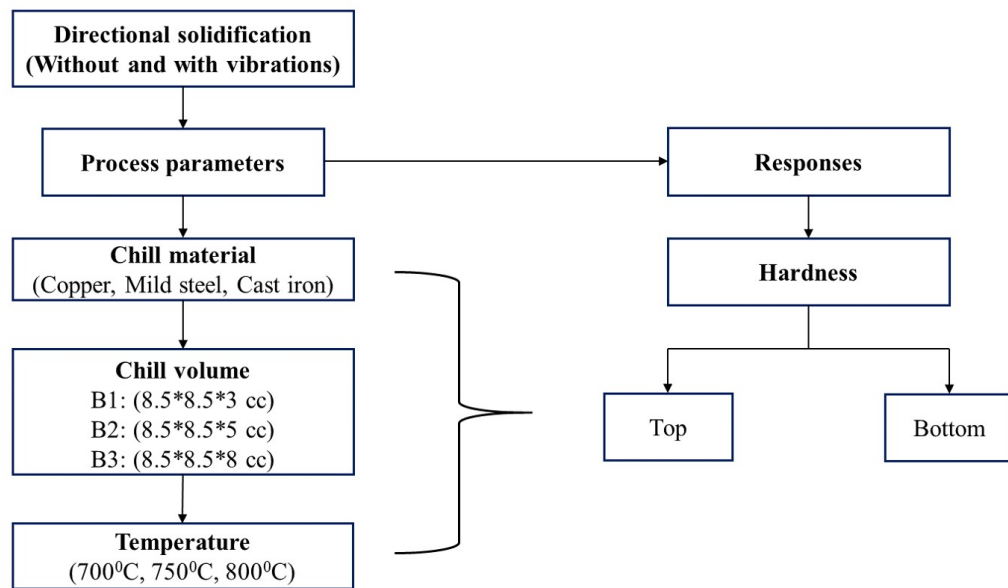 Directional solidification
(Without and with vibrations)
Process parameters
Responses
Chill material
(Copper, Mild steel, Cast iron)
Hardness
Chill volume
B1: (8.5*8.5*3 cc)
B2: (8.5*8.5*5 cc)
B3: (8.5*8.5*8 cc)
Top
Bottom
Temperature
(700⁰C, 750⁰C, 800⁰C)